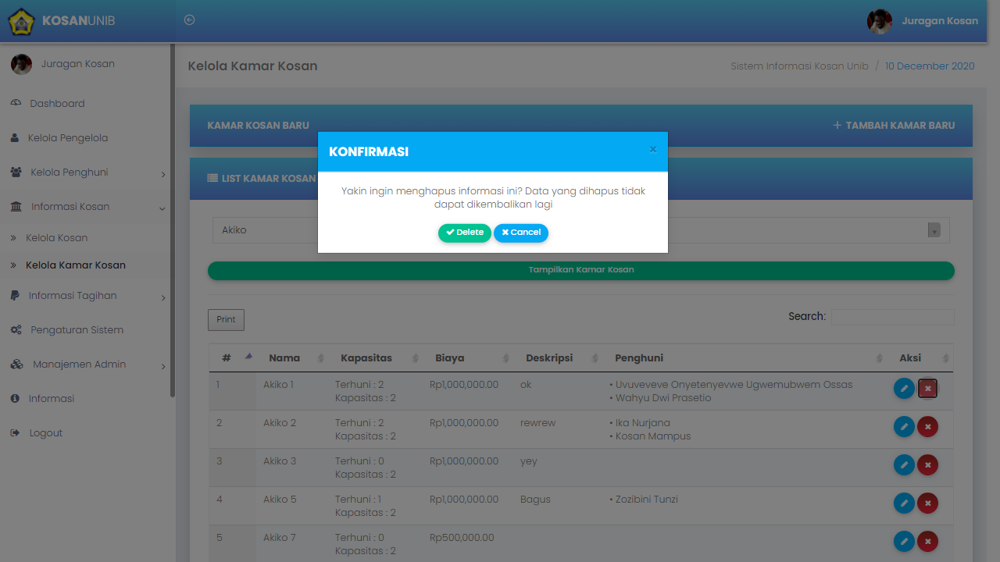 KOSANUNIB
Juragan Kosan
Juragan Kosan
Dashboard
Kelola Pengelola
Kelola Penghuni
Informasi Kosan
Kelola Kosan
Kelola Kamar Kosan
Informasi Tagihan
Pengaturan Sistem
Manajemen Admin
Informasi
Logout
Kelola Kamar Kosan
Sistem Informasi Kosan Unib / 10 December 2020
KAMAR KOSAN BARU
+ TAMBAH KAMAR BARU
LIST KAMAR KOSAN
KONFIRMASI
×
Yakin ingin menghapus informasi ini? Data yang dihapus tidak
dapat dikembalikan lagi
Delete
Cancel
Akiko
Tampilkan Kamar Kosan
Print
Search:
# Nama Kapasitas Biaya Deskripsi Penghuni Aksi
1 Akiko 1 Terhuni : 2 Rp1,000,000.00 ok • Uvuveveve Onyetenyevwe Ugwemubwem Ossas
Kapasitas : 2 • Wahyu Dwi Prasetio
2 Akiko 2 Terhuni : 2 Rp1,000,000.00 rewrew • Ika Nurjana
Kapasitas : 2 • Kosan Mampus
3 Akiko 3 Terhuni : 0 Rp1,000,000.00 yey
Kapasitas : 2
4 Akiko 5 Terhuni : 1 Rp1,000,000.00 Bagus • Zozibini Tunzi
Kapasitas : 2
5 Akiko 7 Terhuni : 0 Rp500,000.00
Kapasitas : 2